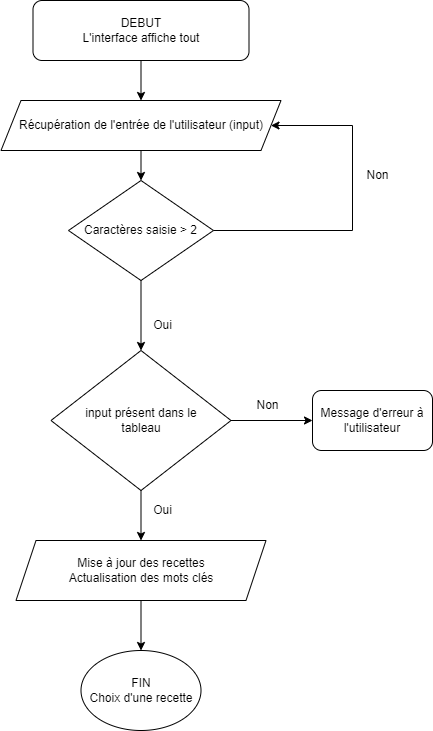 DEBUT
L'interface affiche tout
Récupération de l'entrée de l'utilisateur (input)
Non
Caractères saisie > 2
Oui
input présent dans le
tableau
Non
Message d'erreur à
l'utilisateur
Oui
Mise à jour des recettes
Actualisation des mots clés
FIN
Choix d'une recette